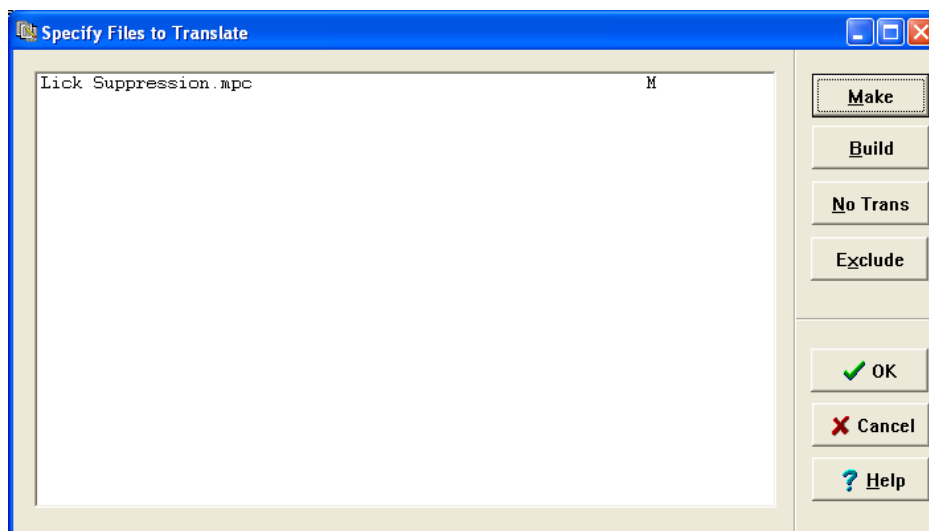 Specify Files to Translate
Lick Suppression.mpc M
Make
Build
No Trans
Exclude
OK
Cancel
? Help